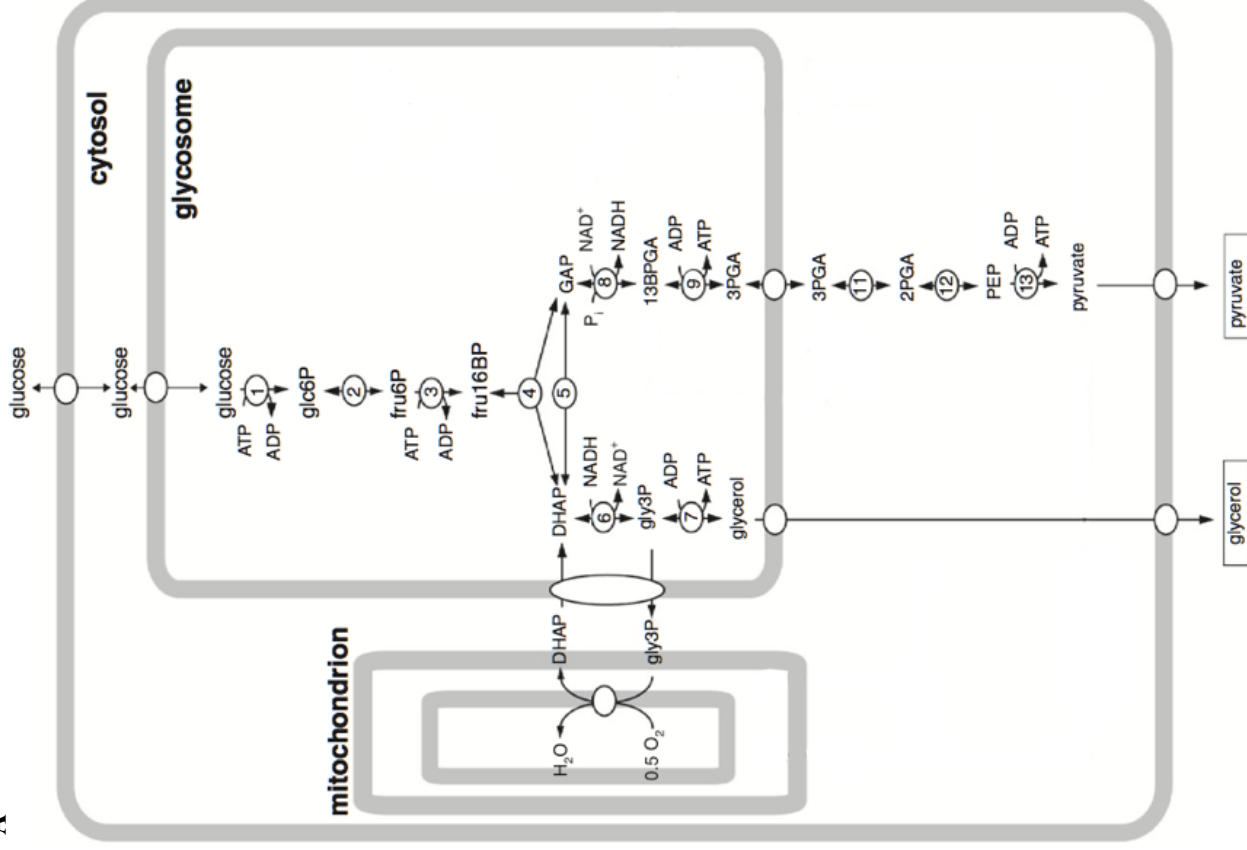 A
glucose
cytosol
glucose
glycosome
glucose
ATP
1
ADP
glc6P
mitochondrion
2
fru6P
ATP
3
ADP
fru16BP
4
H₂O
DHAP
DHAP
5
GAP
NADH
NAD⁺
6
NAD⁺
Pᵢ
8
NADH
0.5 O₂
gly3P
gly3P
13BPGA
ADP
ADP
7
ATP
9
ATP
glycerol
3PGA
3PGA
11
2PGA
12
PEP
ADP
13
ATP
pyruvate
glycerol
pyruvate